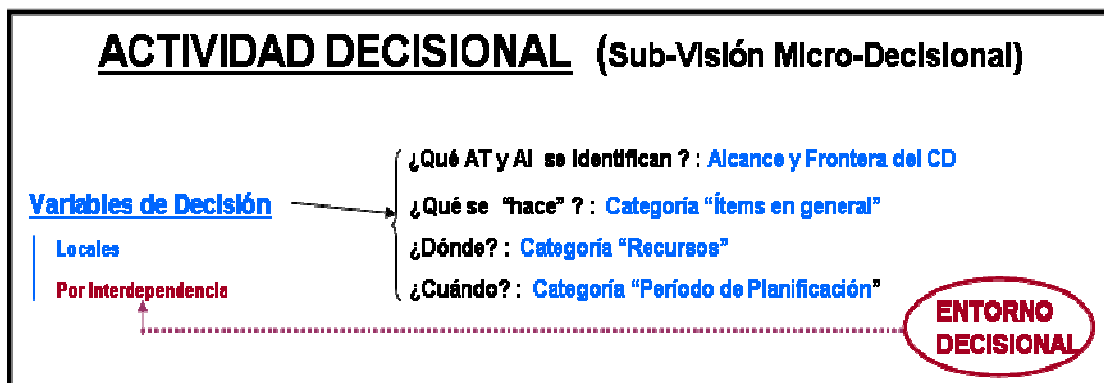 ACTIVIDAD DECISIONAL (Sub-Visión Micro-Decisional)
¿Qué AT y AI se identifican ? : Alcance y Frontera del CD
Variables de Decisión
¿Qué se "hace" ? : Categoría "Ítems en general"
Locales
¿Dónde? : Categoría "Recursos"
Por Interdependencia
¿Cuándo? : Categoría "Período de Planificación"
ENTORNO
DECISIONAL